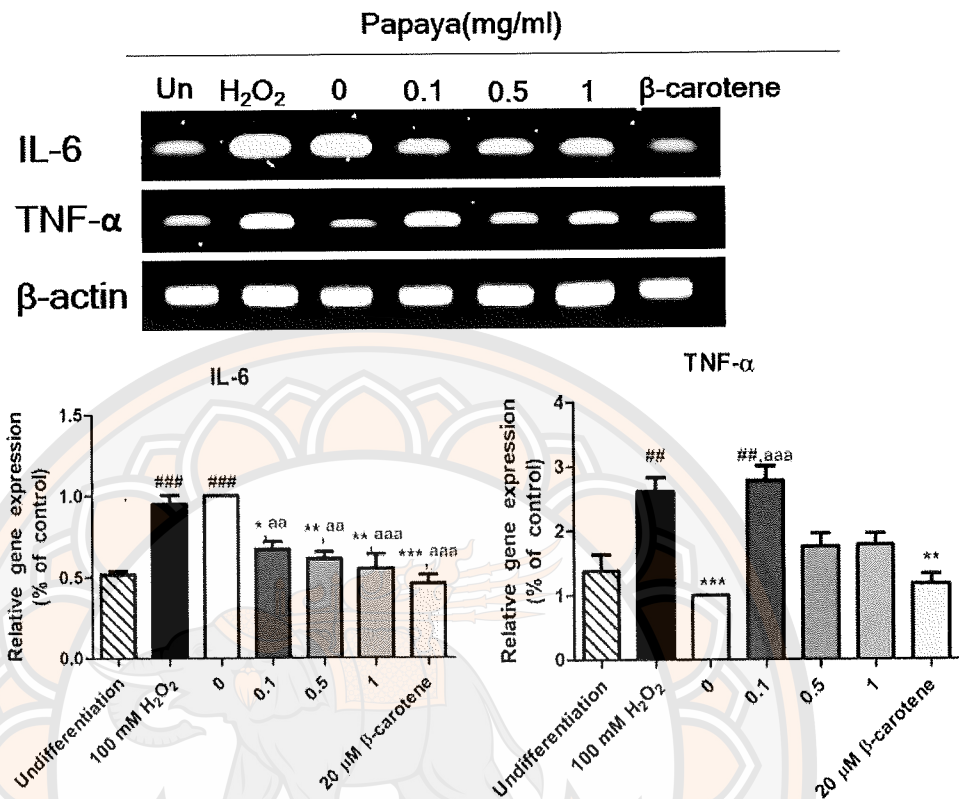 Papaya(mg/ml)
Un H₂O₂ 0 0.1 0.5 1 β-carotene
IL-6
TNF-α
β-actin
IL-6
Relative gene expression
(% of control)
1.5
1.0
0.5
0.0
###
###
* aa
** aa
** aaa
*** aaa
Undifferentiation
100 mM H₂O₂
0
0.1
0.5
1
20 µM β-carotene
TNF-α
Relative gene expression
(% of control)
4
3
2
1
0
##
***
##,aaa
**
Undifferentiation
100 mM H₂O₂
0
0.1
0.5
1
20 µM β-carotene